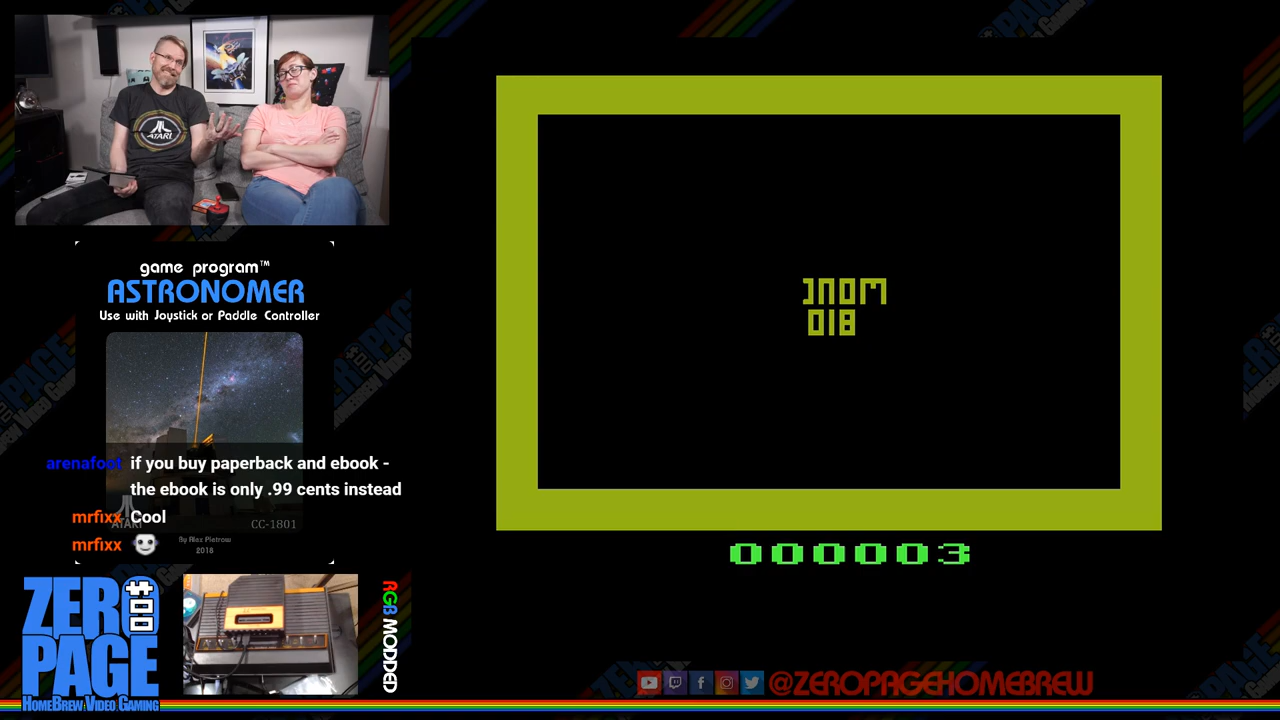 ATARI
game program™
ASTRONOMER
Use with Joystick or Paddle Controller
arenafoot if you buy paperback and ebook -
the ebook is only .99 cents instead
mrfixx Cool
mrfixx
ATARI
CC-1801
By Alex Pietrow
2018
ZERO
PAGE
HOMEBREW VIDEO GAMING
RGB MODDED
000003
@ZEROPAGEHOMEBREW